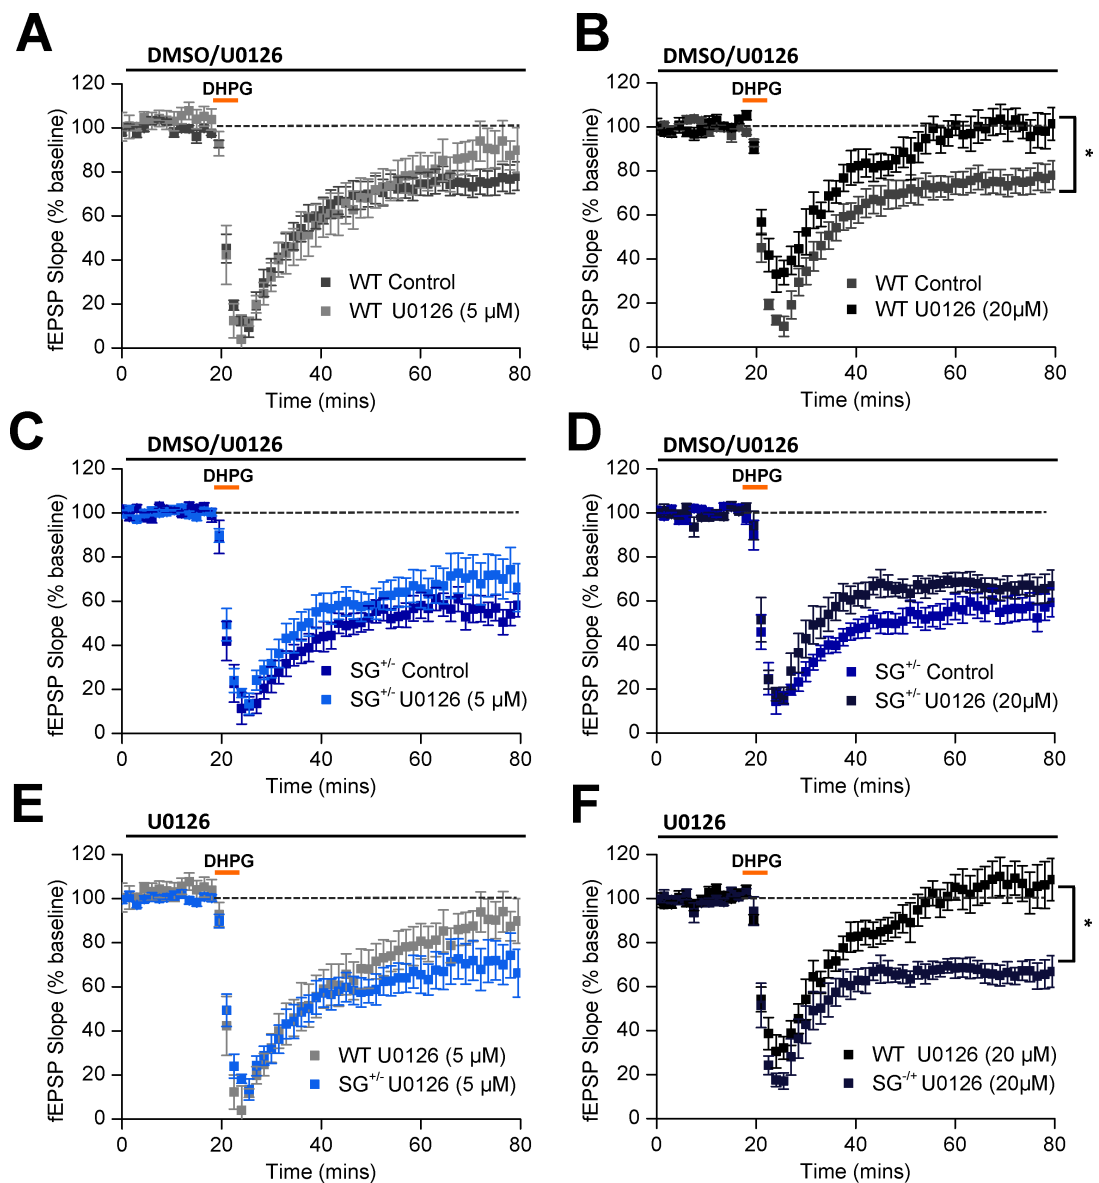 A
DMSO/U0126
DHPG
120
100
80
60
40
20
0
fEPSP Slope (% baseline)
WT Control
WT U0126 (5 µM)
0 20 40 60 80
Time (mins)
B
DMSO/U0126
DHPG
120
100
80
60
40
20
0
fEPSP Slope (% baseline)
*
WT Control
WT U0126 (20µM)
0 20 40 60 80
Time (mins)
C
DMSO/U0126
DHPG
120
100
80
60
40
20
0
fEPSP Slope (% baseline)
SG+/- Control
SG+/- U0126 (5 µM)
0 20 40 60 80
Time (mins)
D
DMSO/U0126
DHPG
120
100
80
60
40
20
0
fEPSP Slope (% baseline)
SG+/- Control
SG+/- U0126 (20µM)
0 20 40 60 80
Time (mins)
E
U0126
DHPG
120
100
80
60
40
20
0
fEPSP Slope (% baseline)
WT U0126 (5 µM)
SG+/- U0126 (5 µM)
0 20 40 60 80
Time (mins)
F
U0126
DHPG
120
100
80
60
40
20
0
fEPSP Slope (% baseline)
*
WT U0126 (20 µM)
SG-/+ U0126 (20µM)
0 20 40 60 80
Time (mins)